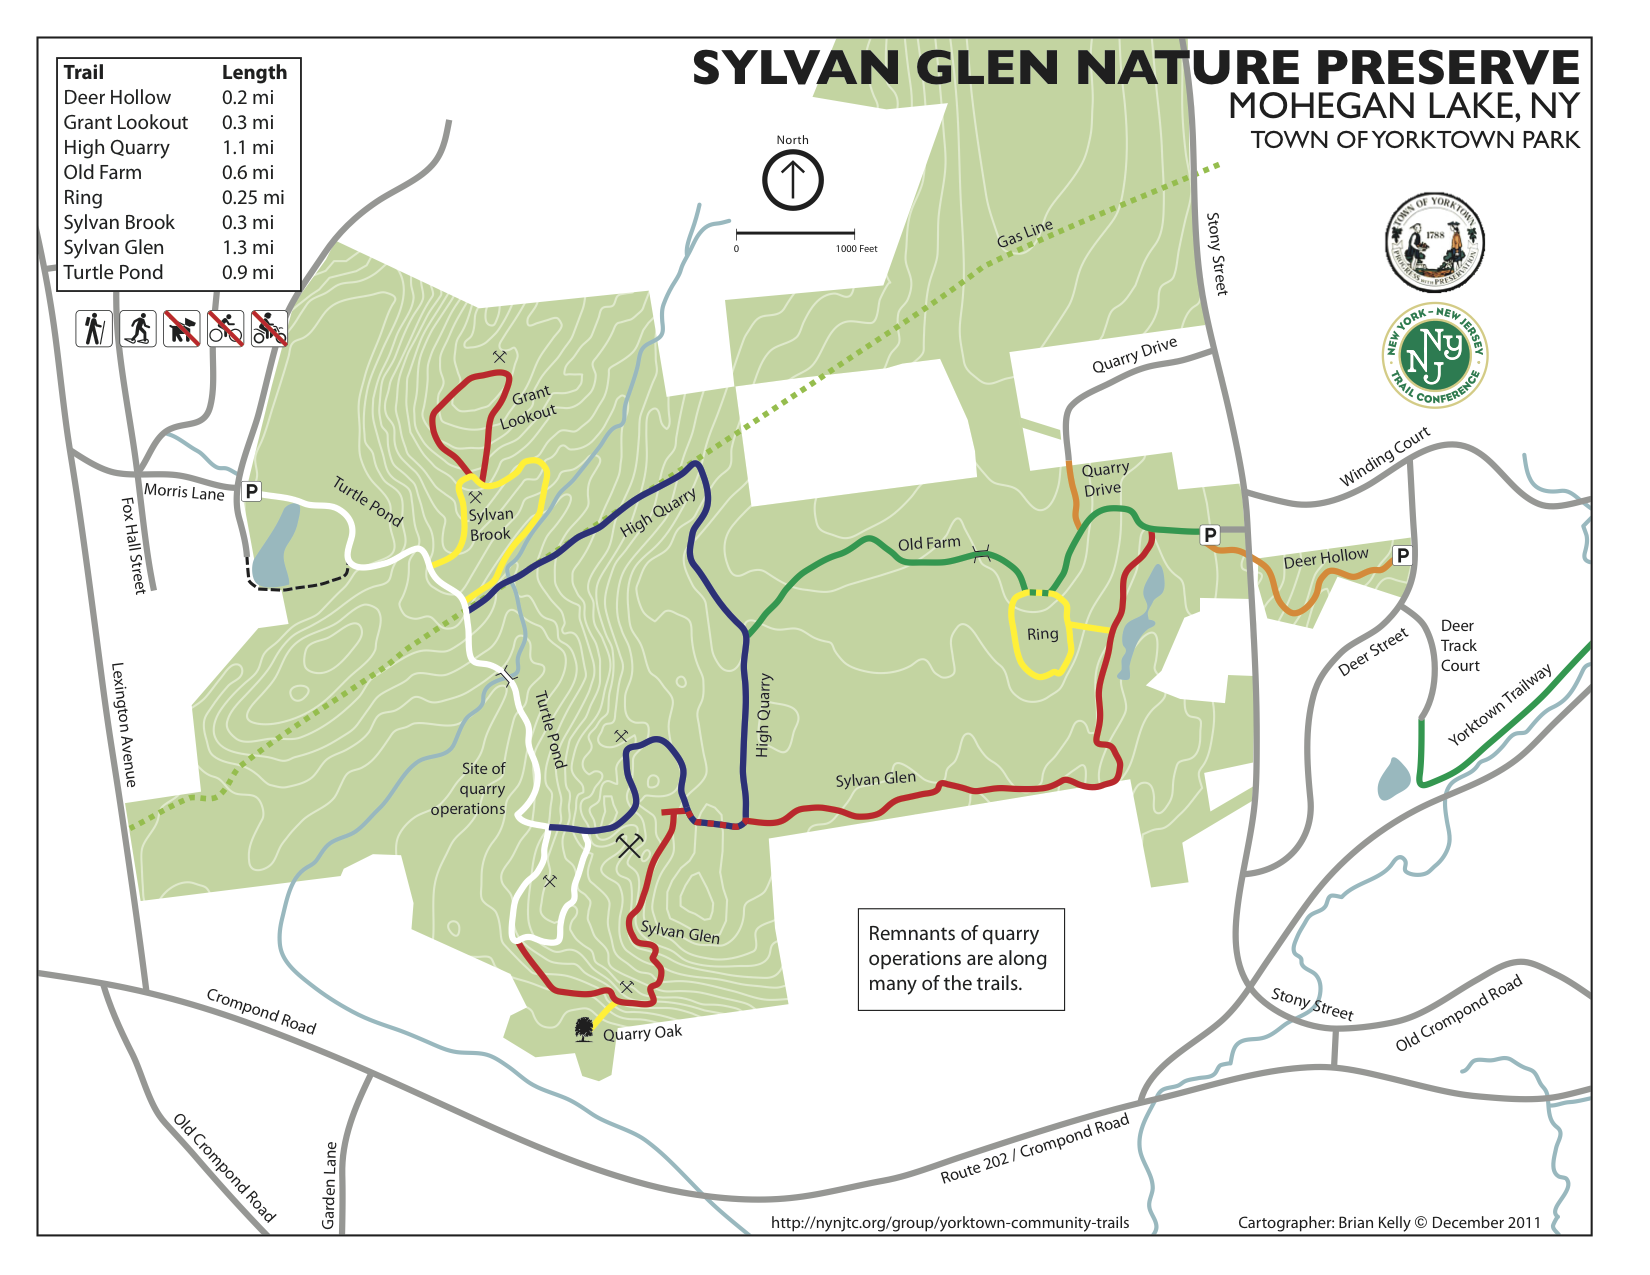 SYLVAN GLEN NATURE PRESERVE
MOHEGAN LAKE, NY
TOWN OF YORKTOWN PARK
Trail Length
Deer Hollow 0.2 mi
Grant Lookout 0.3 mi
High Quarry 1.1 mi
Old Farm 0.6 mi
Ring 0.25 mi
Sylvan Brook 0.3 mi
Sylvan Glen 1.3 mi
Turtle Pond 0.9 mi
North
0 1000 Feet
TOWN OF YORKTOWN
1788
PROGRESS WITH PRESERVATION
NEW YORK - NEW JERSEY
NY
NJ
TRAIL CONFERENCE
Gas Line
Stony Street
Quarry Drive
Grant
Lookout
Winding Court
Morris Lane
P
Turtle Pond
Fox Hall Street
Sylvan
Brook
High Quarry
Quarry
Drive
Old Farm
P
Deer Hollow
P
Ring
Deer Street
Deer
Track
Court
Yorktown Trailway
Lexington Avenue
Turtle Pond
High Quarry
Site of
quarry
operations
Sylvan Glen
Sylvan Glen
Remnants of quarry
operations are along
many of the trails.
Quarry Oak
Crompond Road
Stony Street
Old Crompond Road
Old Crompond Road
Garden Lane
Route 202 / Crompond Road
http://nynjtc.org/group/yorktown-community-trails
Cartographer: Brian Kelly © December 2011